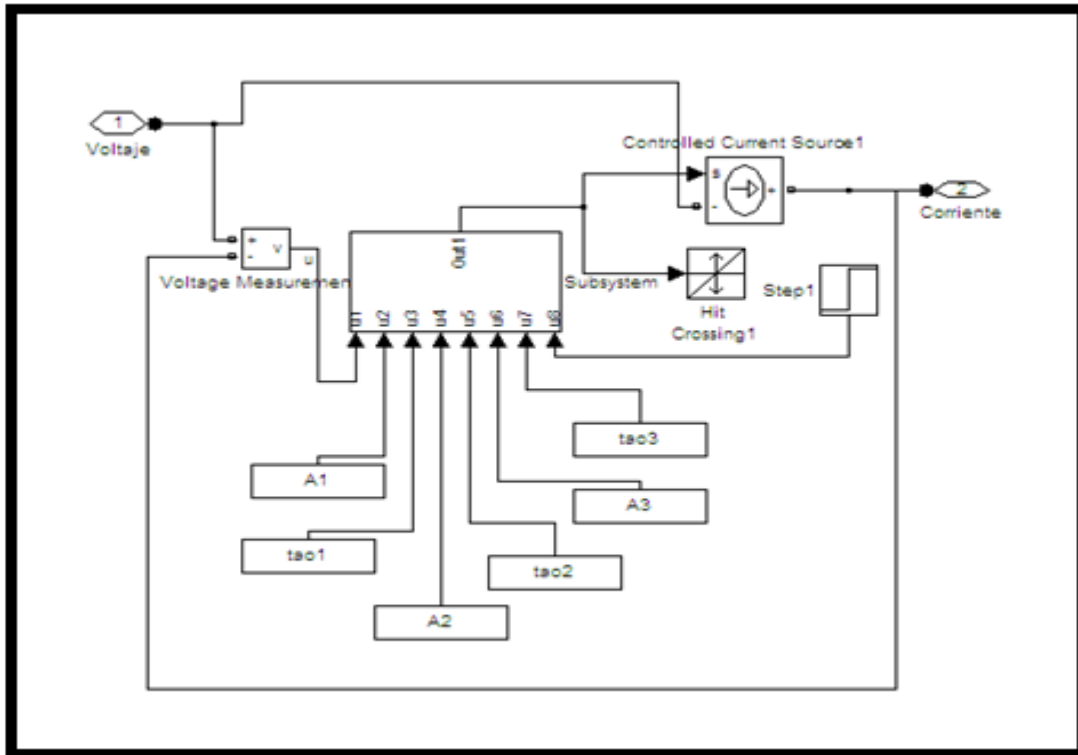 1
Voltaje
Controlled Current Source1
s
-
+
2
Corriente
+
-
v
u
Voltage Measuremen
Out1
Subsystem
u1
u2
u3
u4
u5
u6
u7
u8
Hit
Crossing1
Step1
tao3
A1
A3
tao1
tao2
A2